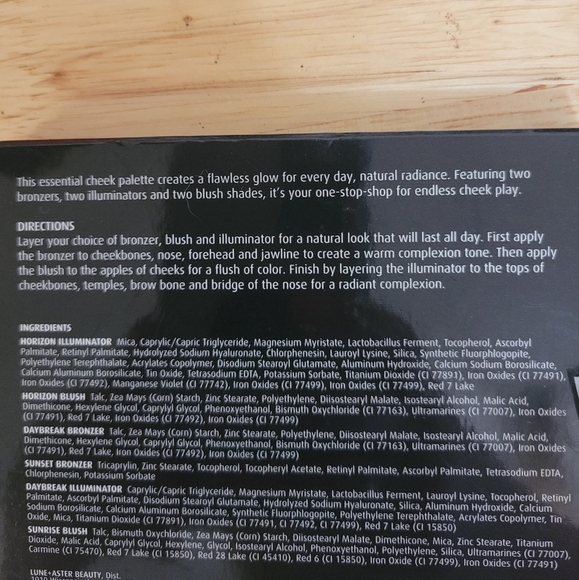 This essential cheek palette creates a flawless glow for every day, natural radiance. Featuring two
bronzers, two illuminators and two blush shades, it's your one-stop-shop for endless cheek play.
DIRECTIONS
Layer your choice of bronzer, blush and illuminator for a natural look that will last all day. First apply
the bronzer to cheekbones, nose, forehead and jawline to create a warm complexion tone. Then apply
the blush to the apples of cheeks for a flush of color. Finish by layering the illuminator to the tops of
cheekbones, temples, brow bone and bridge of the nose for a radiant complexion.
INGREDIENTS
HORIZON ILLUMINATOR Mica, Caprylic/Capric Triglyceride, Magnesium Myristate, Lactobacillus Ferment, Tocopherol, Ascorbyl
Palmitate, Retinyl Palmitate, Hydrolyzed Sodium Hyaluronate, Chlorphenesin, Lauroyl Lysine, Silica, Synthetic Fluorphlogopite,
Polyethylene Terephthalate, Acrylates Copolymer, Disodium Stearoyl Glutamate, Aluminum Hydroxide, Calcium Sodium Borosilicate,
Calcium Aluminum Borosilicate, Tin Oxide, Tetrasodium EDTA, Potassium Sorbate, Titanium Dioxide (CI 77891), Iron Oxides (CI 77491),
Iron Oxides (CI 77492), Manganese Violet (CI 77742), Iron Oxides (CI 77499), Iron Oxides (CI 77499), Red 7 Lake
HORIZON BLUSH Talc, Zea Mays (Corn) Starch, Zinc Stearate, Polyethylene, Diisostearyl Malate, Isostearyl Alcohol, Malic Acid,
Dimethicone, Hexylene Glycol, Caprylyl Glycol, Phenoxyethanol, Bismuth Oxychloride (CI 77163), Ultramarines (CI 77007), Iron Oxides
(CI 77491), Red 7 Lake, Iron Oxides (CI 77492), Iron Oxides (CI 77499)
DAYBREAK BRONZER Talc, Zea Mays (Corn) Starch, Zinc Stearate, Polyethylene, Diisostearyl Malate, Isostearyl Alcohol, Malic Acid,
Dimethicone, Hexylene Glycol, Caprylyl Glycol, Phenoxyethanol, Bismuth Oxychloride (CI 77163), Ultramarines (CI 77007), Iron Oxides
(CI 77491), Red 7 Lake, Iron Oxides (CI 77492), Iron Oxides (CI 77499)
SUNSET BRONZER Tricaprylin, Zinc Stearate, Tocopherol, Tocopheryl Acetate, Retinyl Palmitate, Ascorbyl Palmitate, Tetrasodium EDTA,
Chlorphenesin, Potassium Sorbate
DAYBREAK ILLUMINATOR Caprylic/Capric Triglyceride, Magnesium Myristate, Lactobacillus Ferment, Lauroyl Lysine, Tocopherol, Retinyl
Palmitate, Ascorbyl Palmitate, Disodium Stearoyl Glutamate, Hydrolyzed Sodium Hyaluronate, Silica, Aluminum Hydroxide, Calcium
Sodium Borosilicate, Calcium Aluminum Borosilicate, Synthetic Fluorphlogopite, Polyethylene Terephthalate, Acrylates Copolymer, Tin
Oxide, Mica, Titanium Dioxide (CI 77891), Iron Oxides (CI 77491, CI 77492, CI 77499), Red 7 Lake (CI 15850)
SUNRISE BLUSH Talc, Bismuth Oxychloride, Zea Mays (Corn) Starch, Diisostearyl Malate, Dimethicone, Mica, Zinc Stearate, Titanium
Dioxide, Malic Acid, Caprylyl Glycol, Hexylene, Glycol, Isostearyl Alcohol, Phenoxyethanol, Polyethylene, Silica, Ultramarines (CI 77007),
Carmine (CI 75470), Red 7 Lake (CI 15850), Red 28 Lake (CI 45410), Red 6 (CI 15850), Iron Oxides (CI 77499), Iron Oxides (CI 77491)
LUNE+ASTER BEAUTY, Dist.